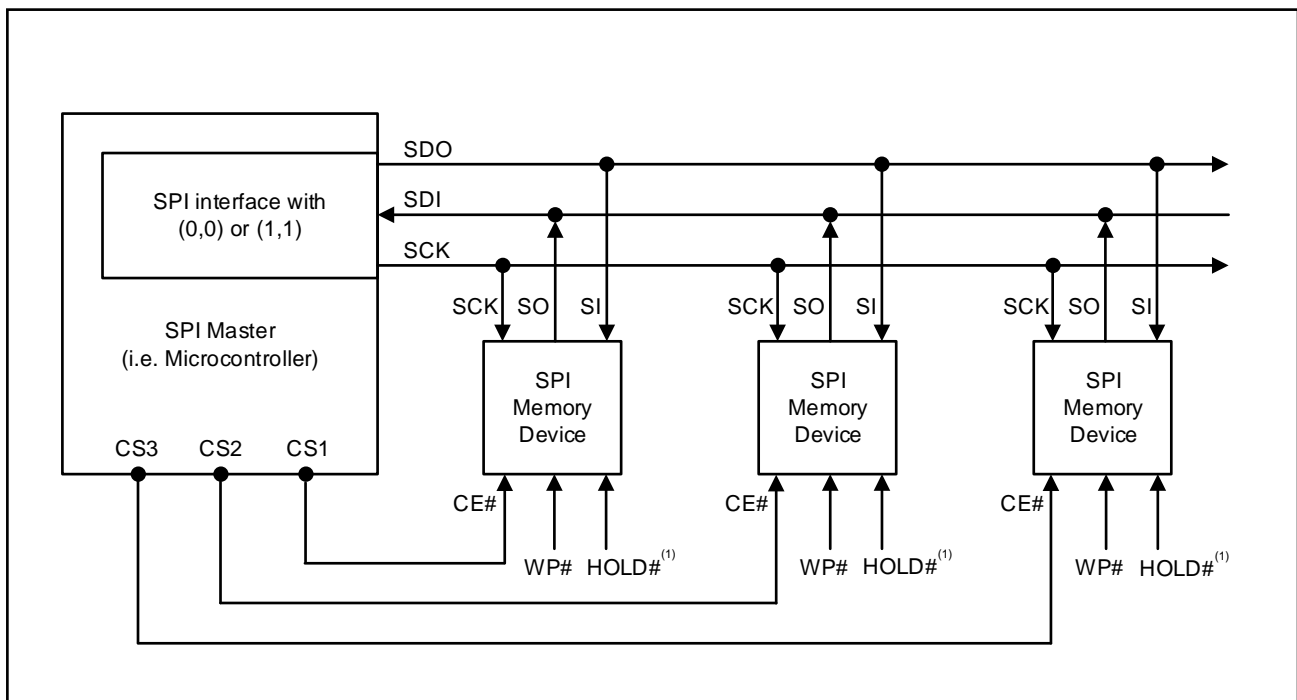 SDO
SPI interface with
(0,0) or (1,1)
SDI
SCK
SPI Master
(i.e. Microcontroller)
SCK SO SI
SCK SO SI
SCK SO SI
SPI
Memory
Device
SPI
Memory
Device
SPI
Memory
Device
CS3 CS2 CS1
CE#
WP# HOLD#(1)
CE#
WP# HOLD#(1)
CE#
WP# HOLD#(1)